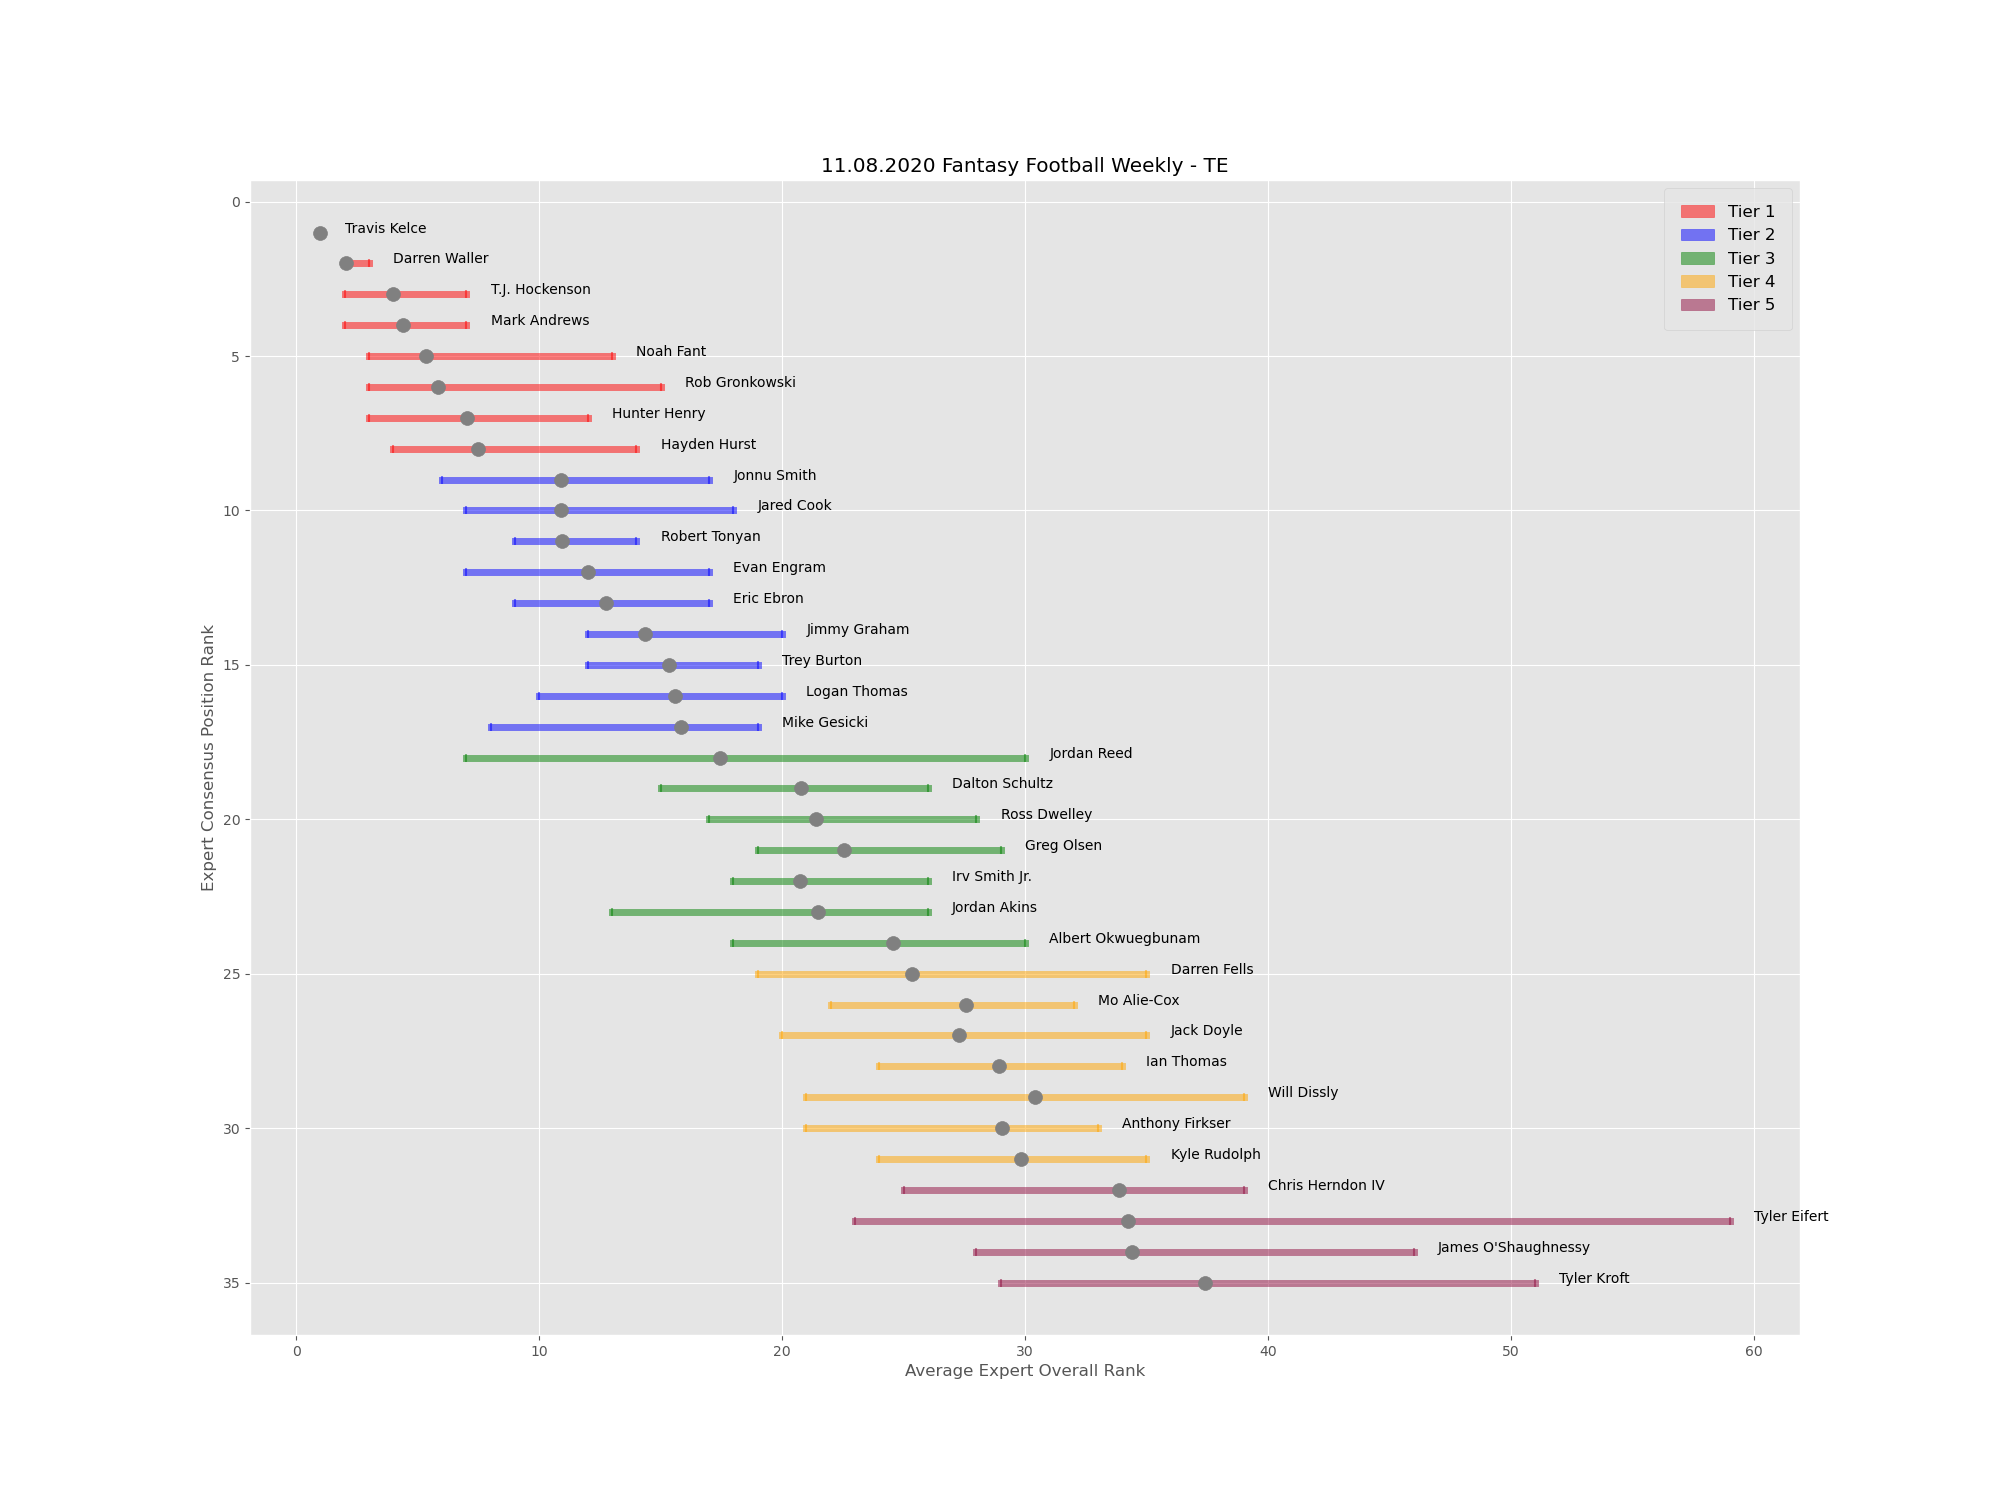 11.08.2020 Fantasy Football Weekly - TE
Tier 1
Tier 2
Tier 3
Tier 4
Tier 5
Expert Consensus Position Rank
0
5
10
15
20
25
30
35
Travis Kelce
Darren Waller
T.J. Hockenson
Mark Andrews
Noah Fant
Rob Gronkowski
Hunter Henry
Hayden Hurst
Jonnu Smith
Jared Cook
Robert Tonyan
Evan Engram
Eric Ebron
Jimmy Graham
Trey Burton
Logan Thomas
Mike Gesicki
Jordan Reed
Dalton Schultz
Ross Dwelley
Greg Olsen
Irv Smith Jr.
Jordan Akins
Albert Okwuegbunam
Darren Fells
Mo Alie-Cox
Jack Doyle
Ian Thomas
Will Dissly
Anthony Firkser
Kyle Rudolph
Chris Herndon IV
Tyler Eifert
James O'Shaughnessy
Tyler Kroft
0 10 20 30 40 50 60
Average Expert Overall Rank